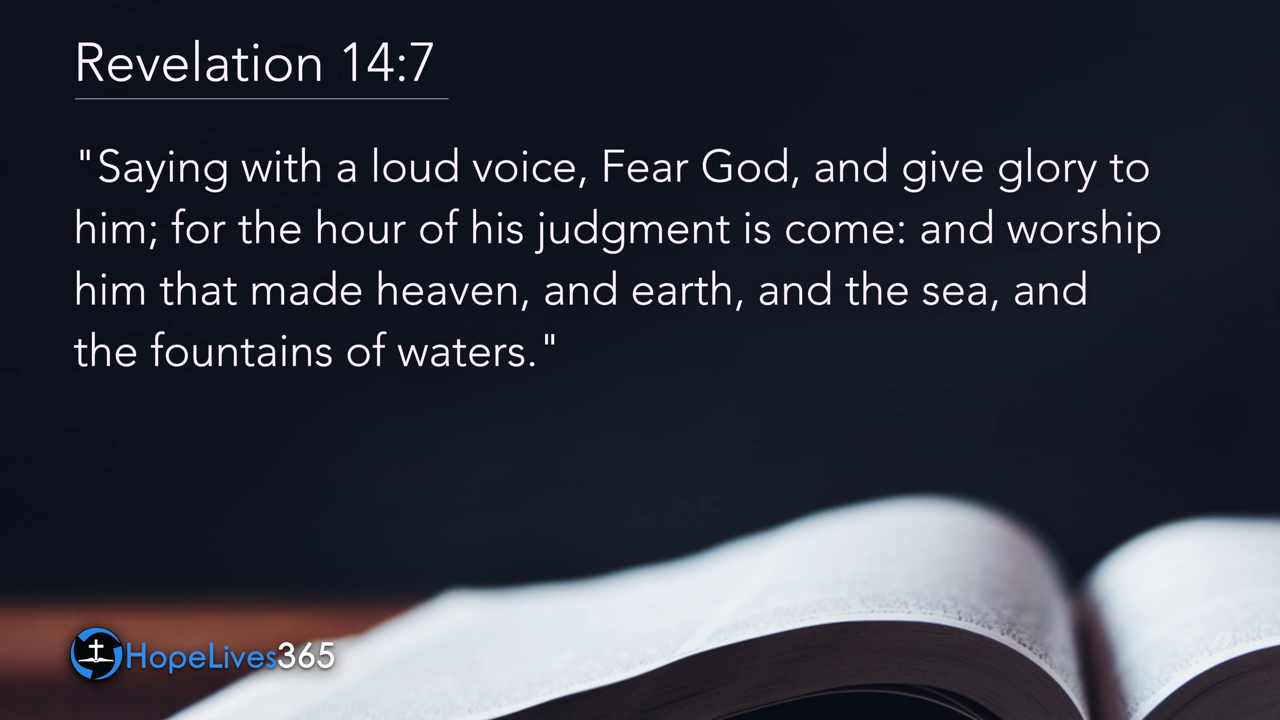 Revelation 14:7
"Saying with a loud voice, Fear God, and give glory to
him; for the hour of his judgment is come: and worship
him that made heaven, and earth, and the sea, and
the fountains of waters."
HopeLives365